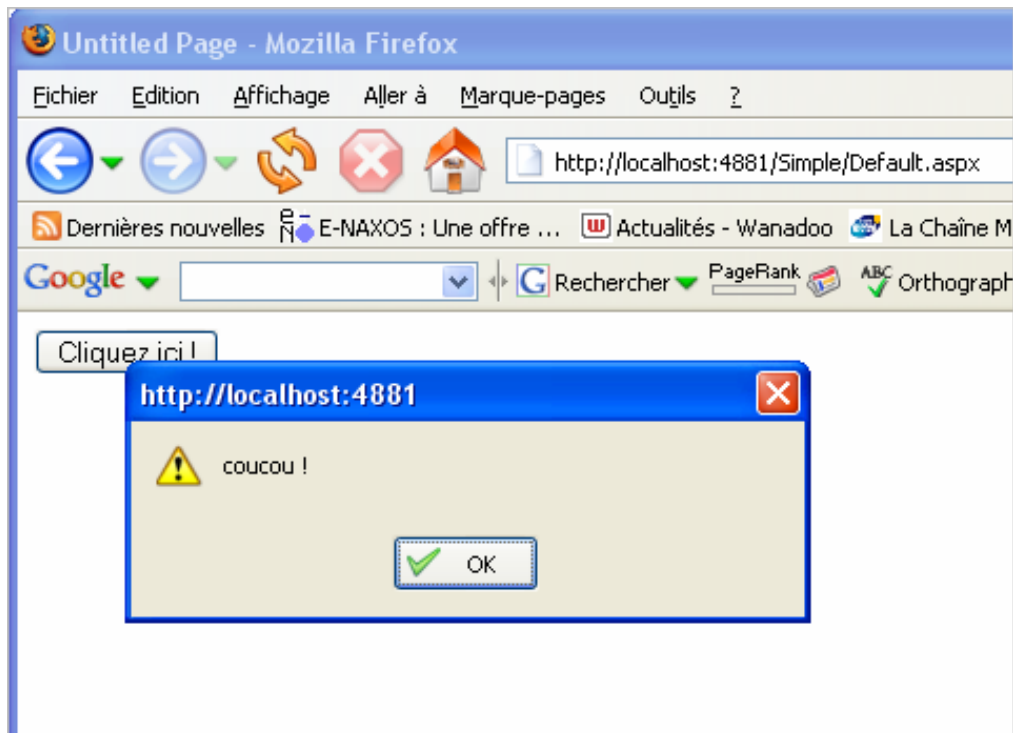 Untitled Page - Mozilla Firefox
Fichier Edition Affichage Aller à Marque-pages Outils ?
http://localhost:4881/Simple/Default.aspx
Dernières nouvelles E-NAXOS : Une offre ... Actualités - Wanadoo La Chaîne M
Google Rechercher PageRank ABC Orthograph
Cliquez ici !
http://localhost:4881
coucou !
OK